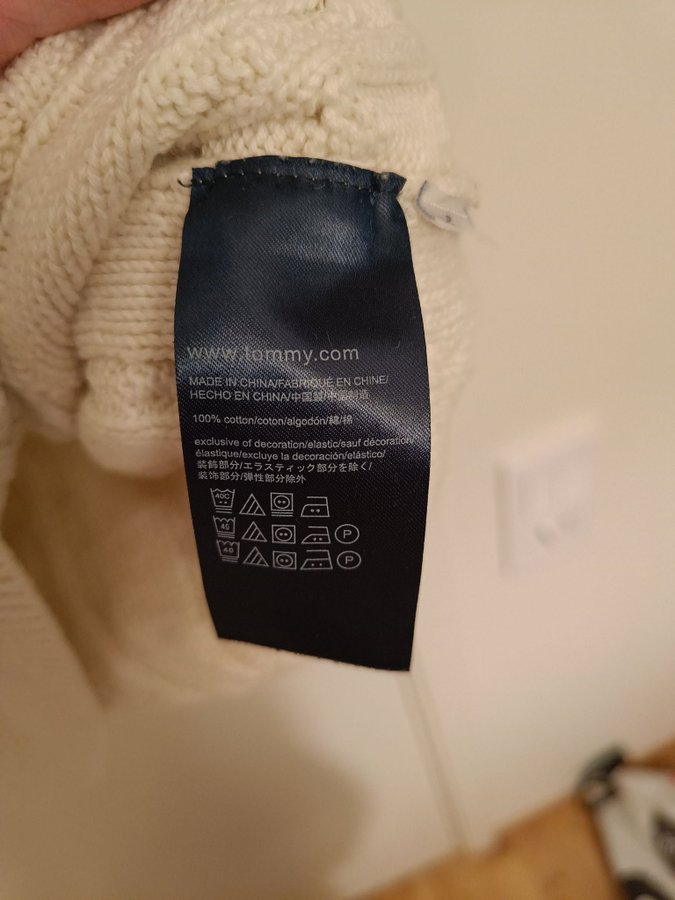 www.tommy.com
MADE IN CHINA/FABRIQUÉ EN CHINE/
HECHO EN CHINA/中国製/中国制造
100% cotton/coton/algodón/綿/棉
exclusive of decoration/elastic/sauf décoration/
élastique/excluye la decoración/elástico/
装飾部分/エラスティック部分を除く/
装饰部分/弹性部分除外
40C
40 P
40 P